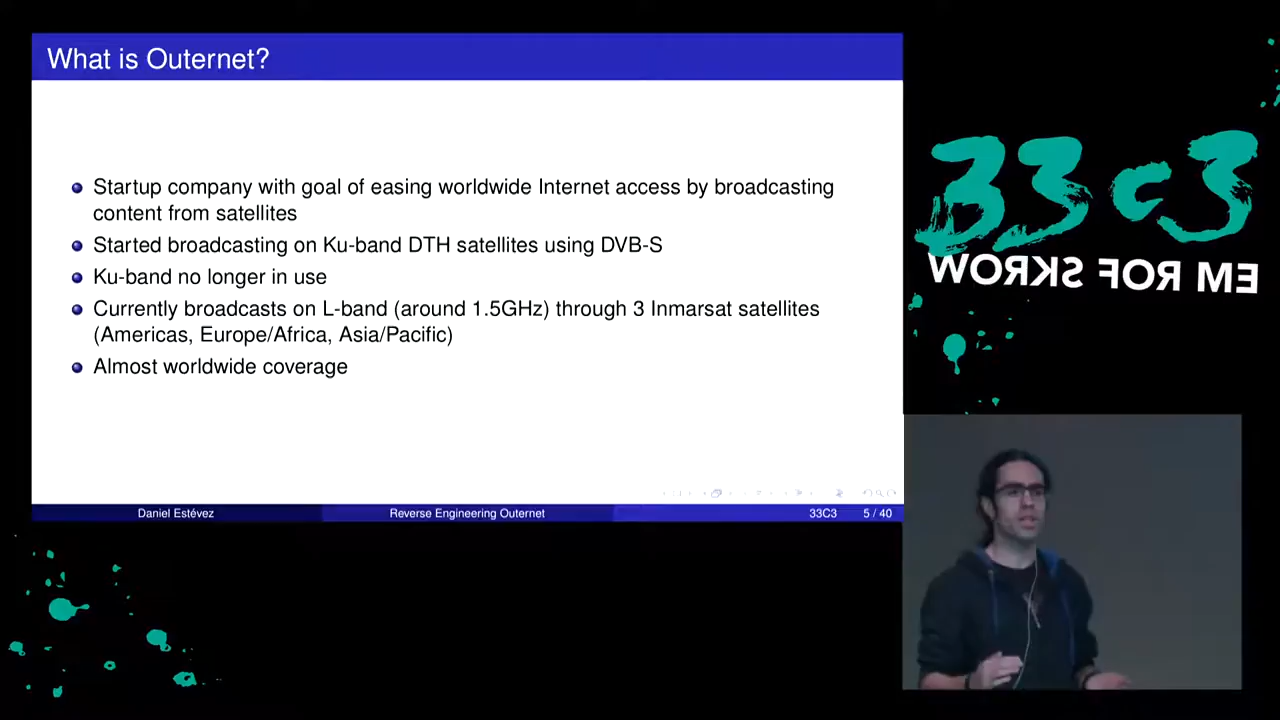 What is Outernet?
Startup company with goal of easing worldwide Internet access by broadcasting
content from satellites
Started broadcasting on Ku-band DTH satellites using DVB-S
Ku-band no longer in use
Currently broadcasts on L-band (around 1.5GHz) through 3 Inmarsat satellites
(Americas, Europe/Africa, Asia/Pacific)
Almost worldwide coverage
Daniel Estévez Reverse Engineering Outernet 33C3 5 / 40
33c3
WORKS FOR ME